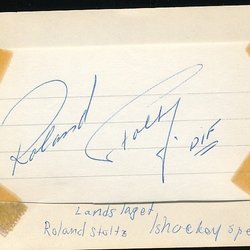 Roland Stoltz
DIF
Landslaget
Roland Stoltz Ishockey spe